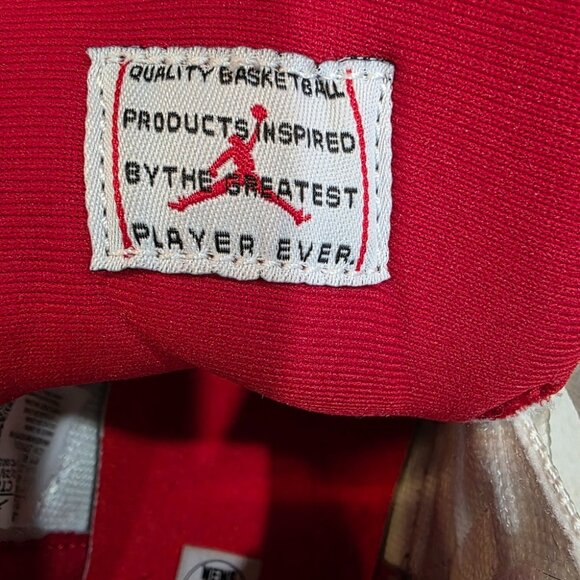 QUALITY BASKETBALL
PRODUCTS INSPIRED
BY THE GREATEST
PLAYER EVER.